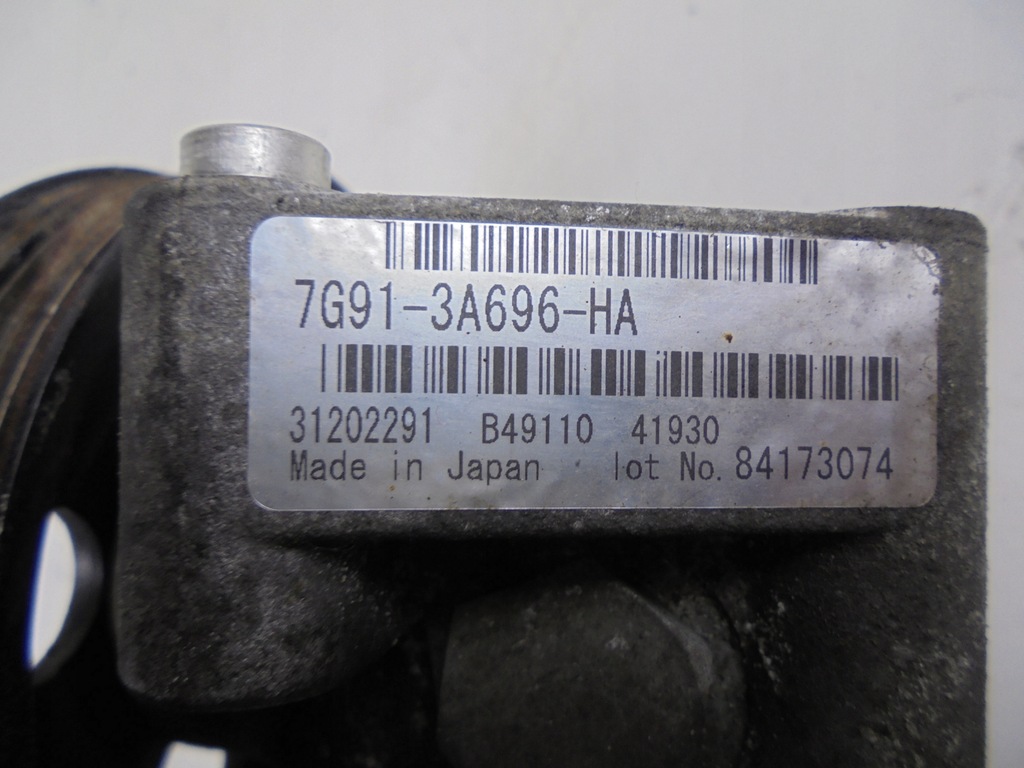 7G91-3A696-HA
31202291 B49110 41930
Made in Japan lot No. 84173074